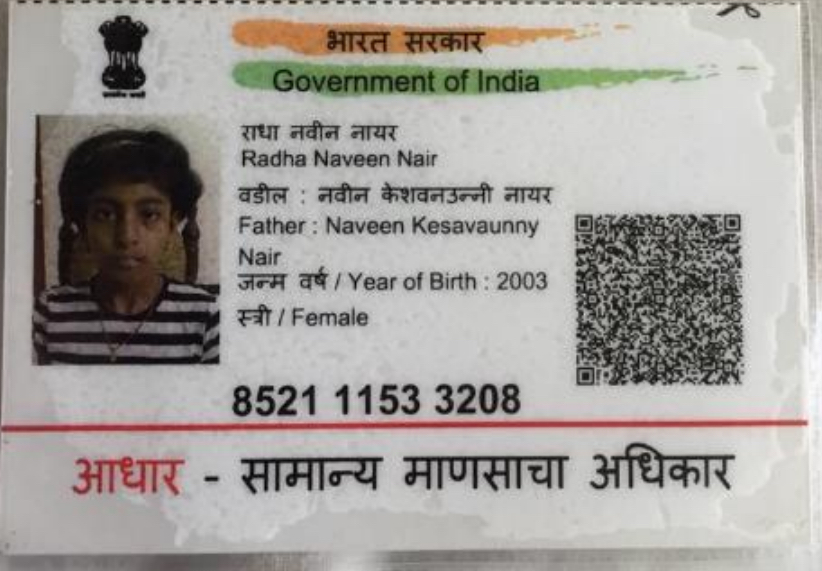 भारत सरकार
Government of India
राधा नवीन नायर
Radha Naveen Nair
वडील : नवीन केशवनउन्नी नायर
Father : Naveen Kesavaunny
Nair
जन्म वर्ष / Year of Birth : 2003
स्त्री / Female
8521 1153 3208
आधार - सामान्य माणसाचा अधिकार